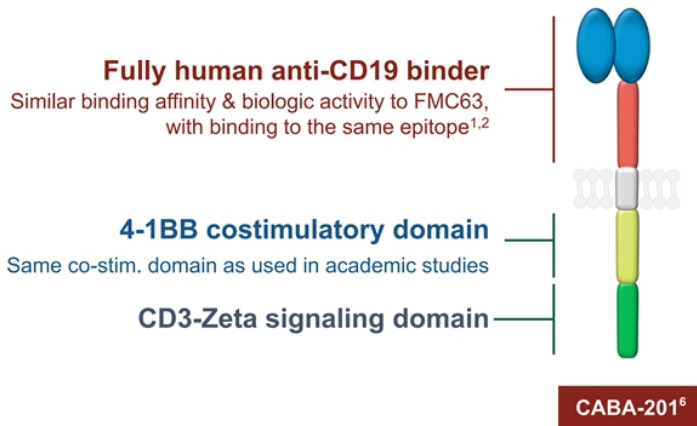 Fully human anti-CD19 binder
Similar binding affinity & biologic activity to FMC63,
with binding to the same epitope¹,²
4-1BB costimulatory domain
Same co-stim. domain as used in academic studies
CD3-Zeta signaling domain
CABA-201⁶